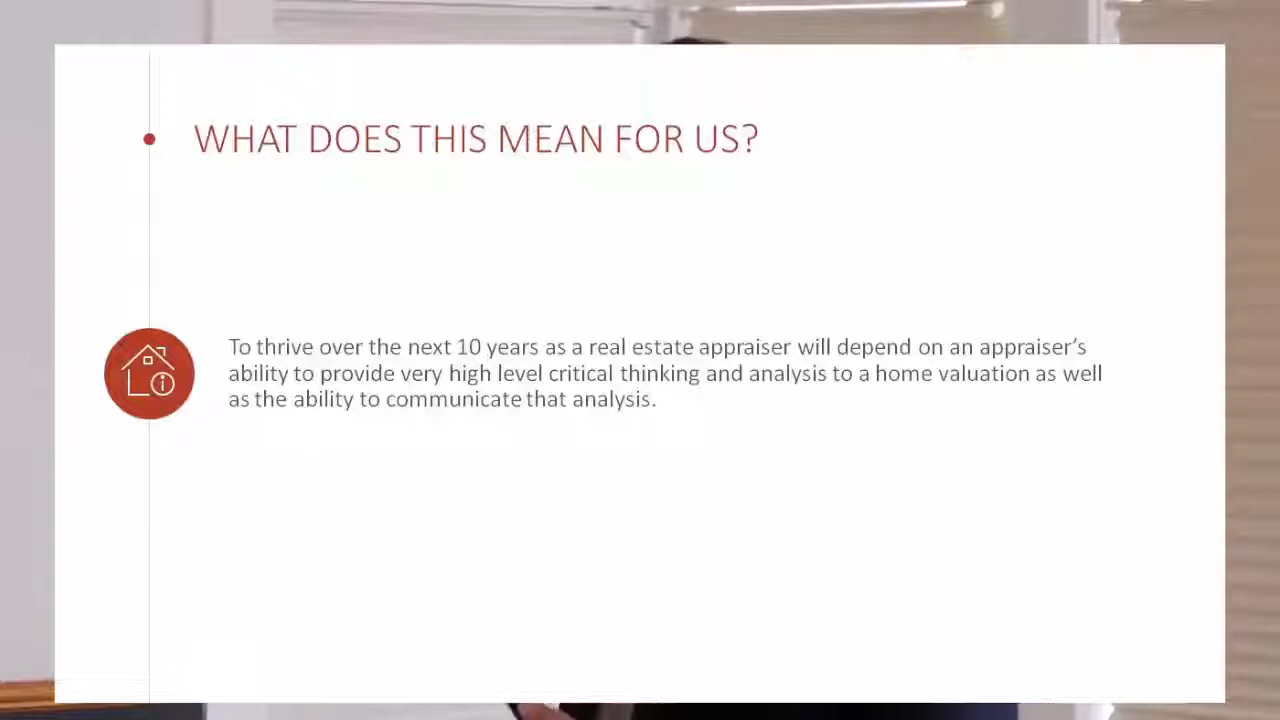 WHAT DOES THIS MEAN FOR US?
To thrive over the next 10 years as a real estate appraiser will depend on an appraiser’s
ability to provide very high level critical thinking and analysis to a home valuation as well
as the ability to communicate that analysis.